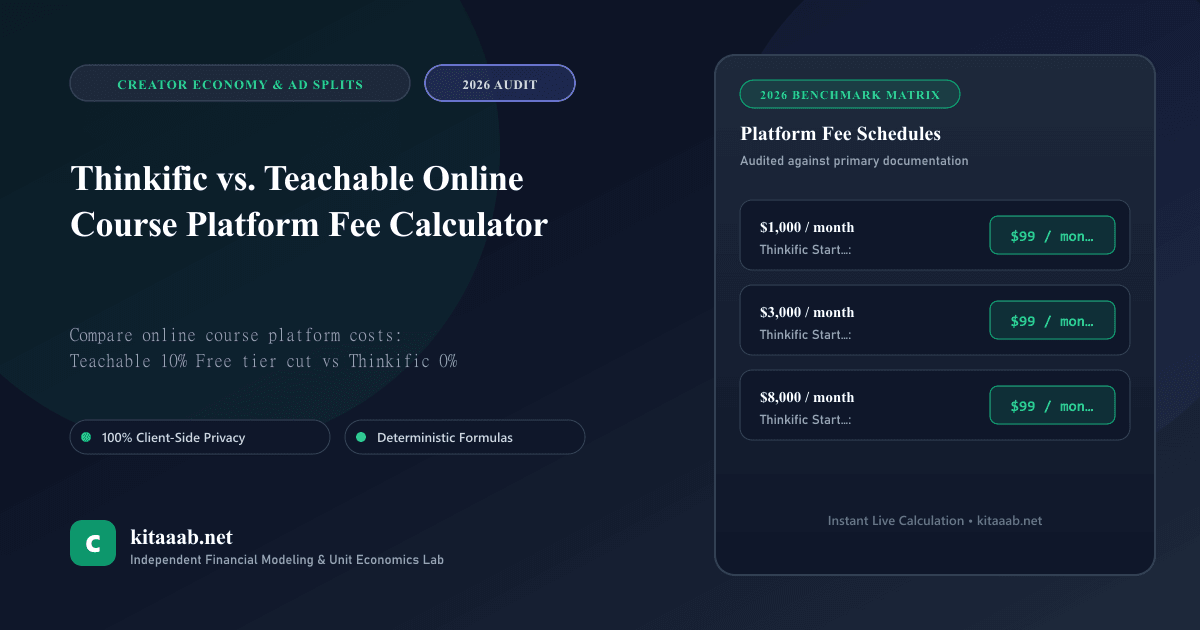 CREATOR ECONOMY & AD SPLITS
2026 AUDIT
Thinkific vs. Teachable Online
Course Platform Fee Calculator
Compare online course platform costs:
Teachable 10% Free tier cut vs Thinkific 0%
100% Client-Side Privacy
Deterministic Formulas
C
kitaaab.net
Independent Financial Modeling & Unit Economics Lab
2026 BENCHMARK MATRIX
Platform Fee Schedules
Audited against primary documentation
$1,000 / month
Thinkific Start...:
$99 / mon...
$3,000 / month
Thinkific Start...:
$99 / mon...
$8,000 / month
Thinkific Start...:
$99 / mon...
Instant Live Calculation • kitaaab.net